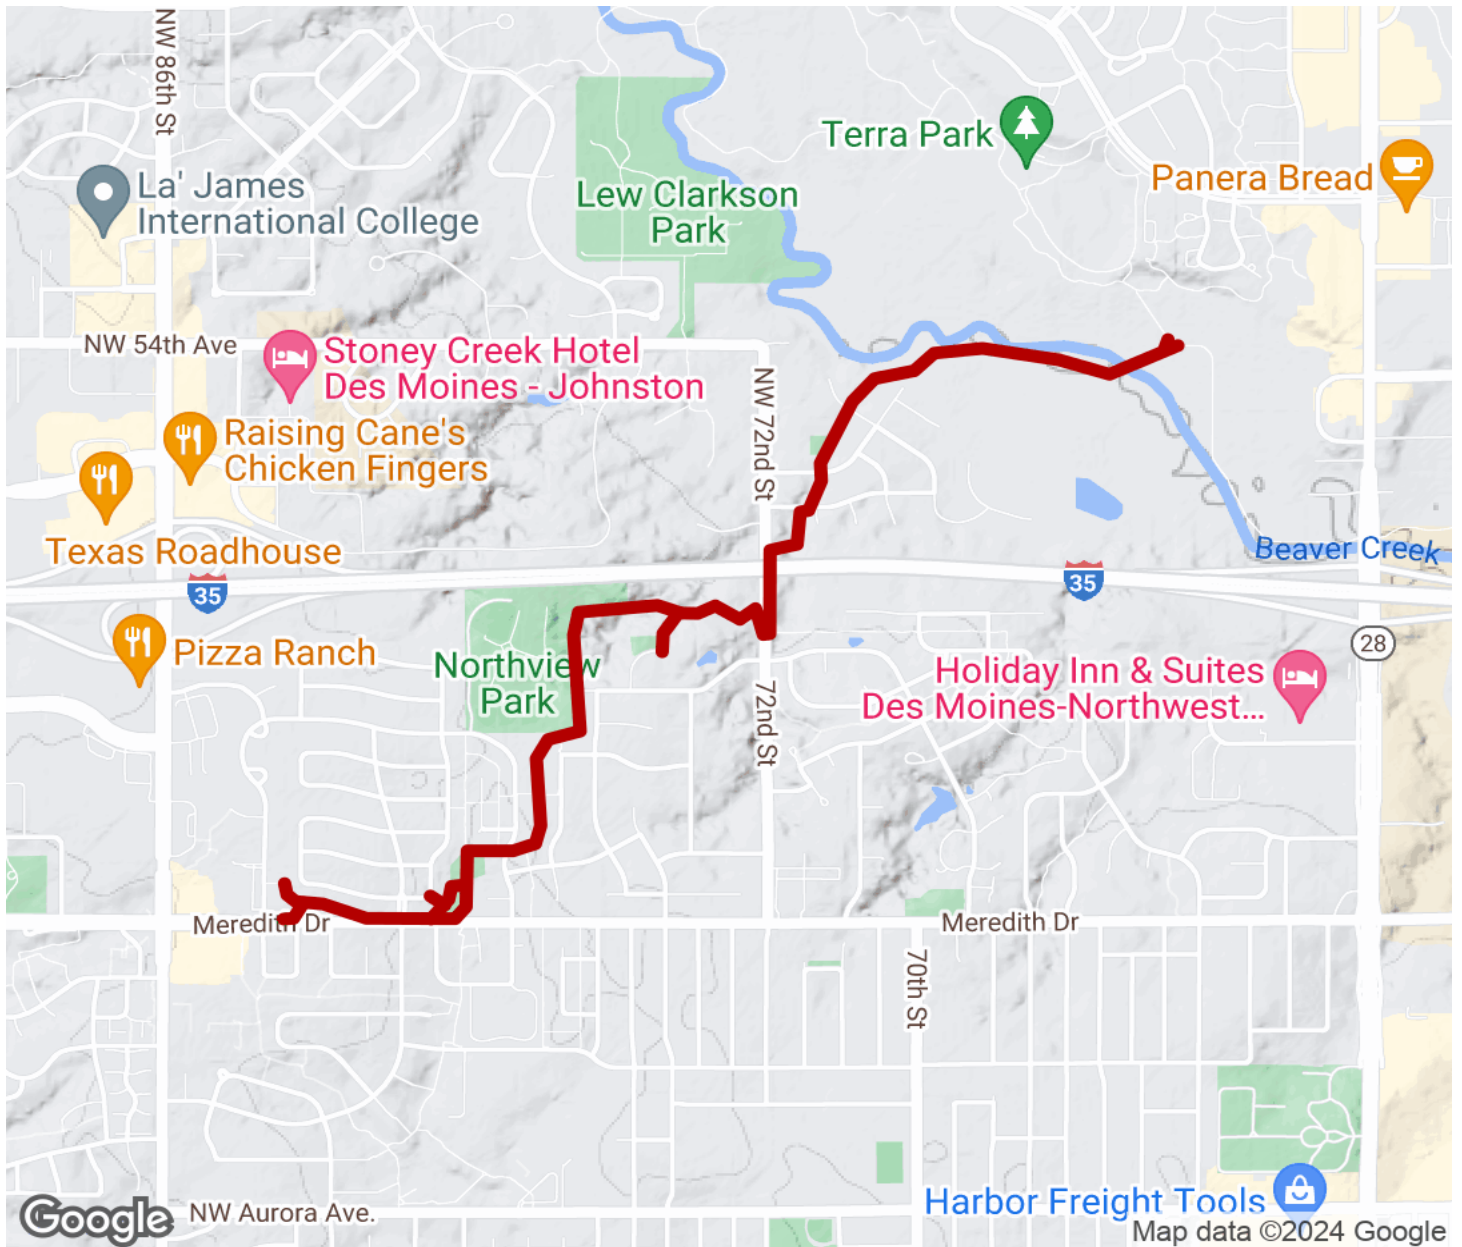 NW 86th St
Terra Park
Panera Bread
La' James
International College
Lew Clarkson
Park
NW 54th Ave
Stoney Creek Hotel
Des Moines - Johnston
NW 72nd St
Raising Cane's
Chicken Fingers
Texas Roadhouse
Beaver Creek
35
35
Pizza Ranch
28
Northview
Park
Holiday Inn & Suites
Des Moines-Northwest...
72nd St
Meredith Dr
Meredith Dr
70th St
Harbor Freight Tools
Google
NW Aurora Ave.
Map data ©2024 Google